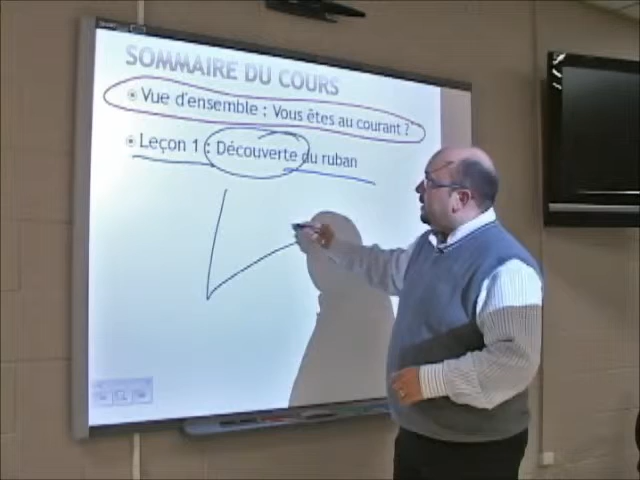 SOMMAIRE DU COURS
Vue d'ensemble : Vous êtes au courant ?
Leçon 1 : Découverte du ruban